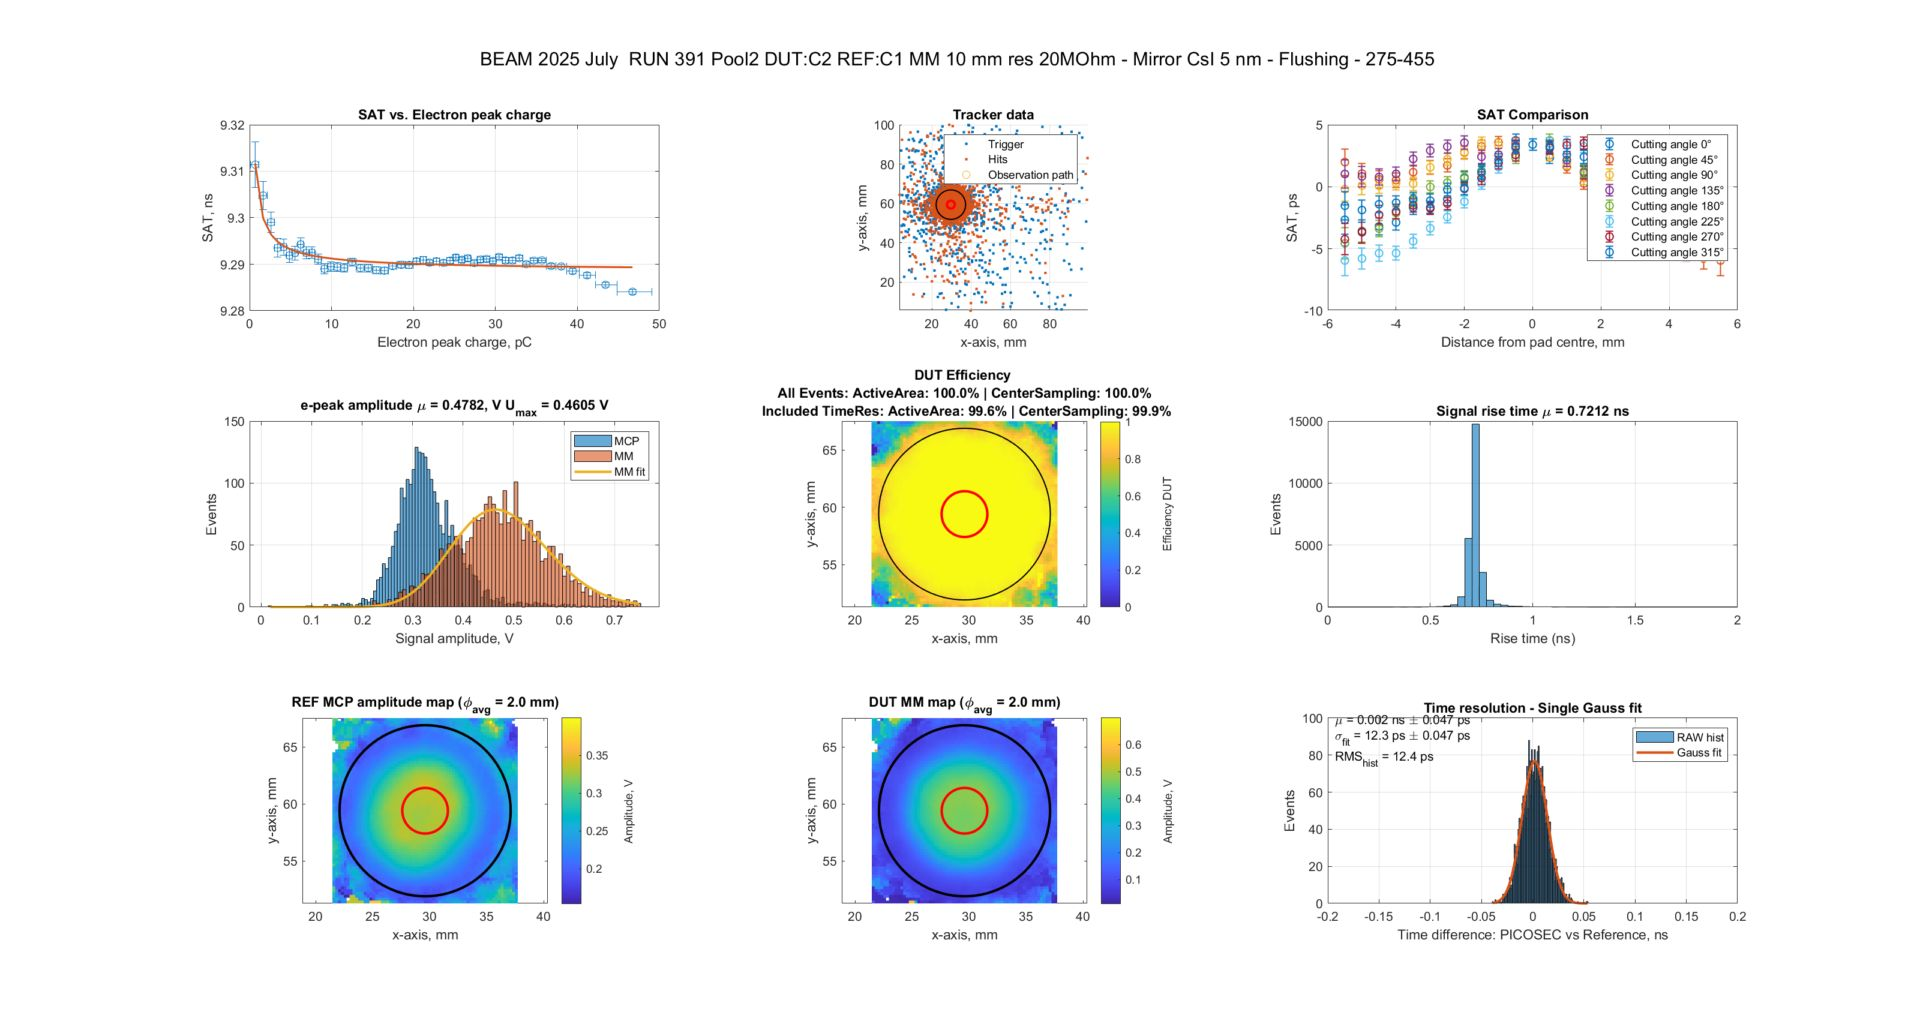 BEAM 2025 July  RUN 391 Pool2 DUT:C2 REF:C1 MM 10 mm res 20MOhm - Mirror CsI 5 nm - Flushing - 275-455
SAT vs. Electron peak charge
9.32
9.31
9.3
9.29
9.28
SAT, ns
0 10 20 30 40 50
Electron peak charge, pC
Tracker data
100
80
60
40
20
y-axis, mm
Trigger
Hits
Observation path
20 40 60 80
x-axis, mm
SAT Comparison
5
0
-5
-10
SAT, ps
Cutting angle 0°
Cutting angle 45°
Cutting angle 90°
Cutting angle 135°
Cutting angle 180°
Cutting angle 225°
Cutting angle 270°
Cutting angle 315°
-6 -4 -2 0 2 4 6
Distance from pad centre, mm
e-peak amplitude μ = 0.4782, V U_max = 0.4605 V
150
100
50
0
Events
MCP
MM
MM fit
0 0.1 0.2 0.3 0.4 0.5 0.6 0.7
Signal amplitude, V
DUT Efficiency
All Events: ActiveArea: 100.0% | CenterSampling: 100.0%
Included TimeRes: ActiveArea: 99.6% | CenterSampling: 99.9%
65
60
55
y-axis, mm
20 25 30 35 40
x-axis, mm
1
0.8
0.6
0.4
0.2
0
Efficiency DUT
Signal rise time μ = 0.7212 ns
15000
10000
5000
0
Events
0 0.5 1 1.5 2
Rise time (ns)
REF MCP amplitude map (ϕ_avg = 2.0 mm)
65
60
55
y-axis, mm
20 25 30 35 40
x-axis, mm
0.35
0.3
0.25
0.2
Amplitude, V
DUT MM map (ϕ_avg = 2.0 mm)
65
60
55
y-axis, mm
20 25 30 35 40
x-axis, mm
0.6
0.5
0.4
0.3
0.2
0.1
Amplitude, V
Time resolution - Single Gauss fit
μ = 0.002 ns ± 0.047 ps
σ_fit = 12.3 ps ± 0.047 ps
RMS_hist = 12.4 ps
RAW hist
Gauss fit
100
80
60
40
20
0
Events
-0.2 -0.15 -0.1 -0.05 0 0.05 0.1 0.15 0.2
Time difference: PICOSEC vs Reference, ns